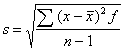 s = √( ∑ (x − x̄)² f / (n − 1) )